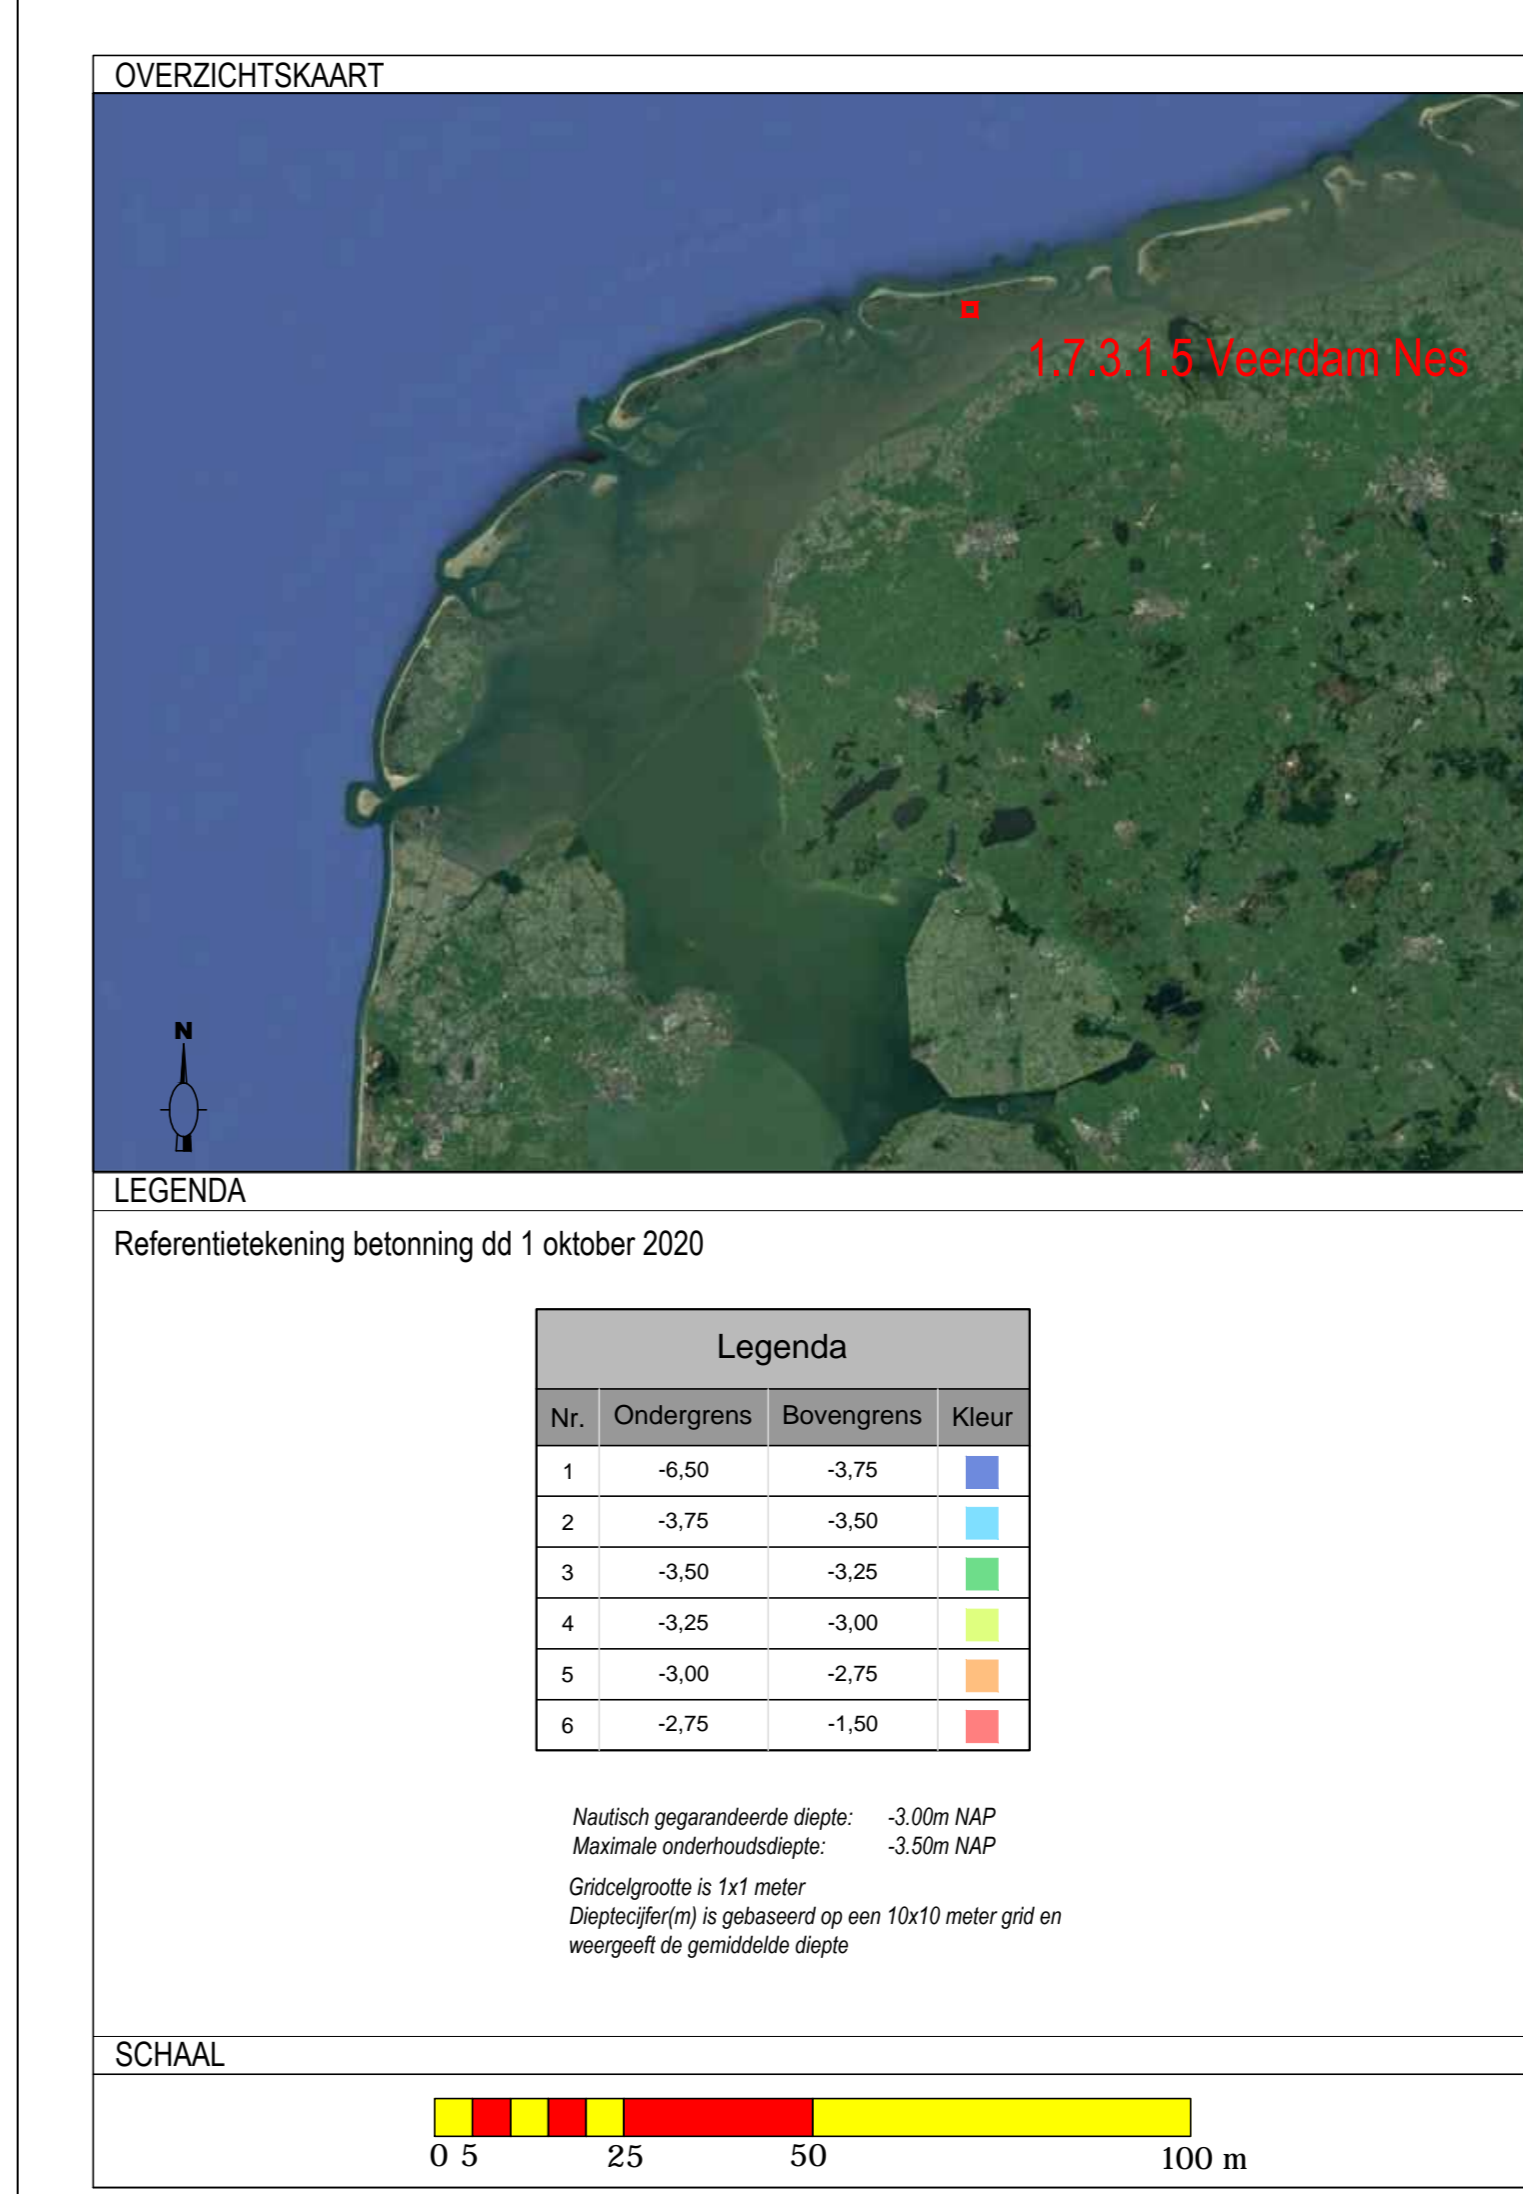 OVERZICHTSKAART
1.7.3.1.5 Veerdam Nes
N
LEGENDA
Referentietekening betonning dd 1 oktober 2020
Legenda
Nr. Ondergrens Bovengrens Kleur
1 -6,50 -3,75
2 -3,75 -3,50
3 -3,50 -3,25
4 -3,25 -3,00
5 -3,00 -2,75
6 -2,75 -1,50
Nautisch gegarandeerde diepte: -3.00m NAP
Maximale onderhoudsdiepte: -3.50m NAP
Gridcelgrootte is 1x1 meter
Dieptecijfer(m) is gebaseerd op een 10x10 meter grid en
weergeeft de gemiddelde diepte
SCHAAL
0 5 25 50 100 m